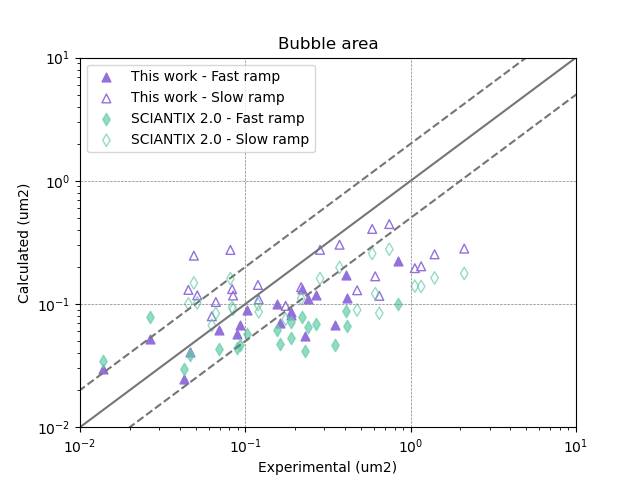 Bubble area
Calculated (um2)
10¹
10⁰
10⁻¹
10⁻²
This work - Fast ramp
This work - Slow ramp
SCIANTIX 2.0 - Fast ramp
SCIANTIX 2.0 - Slow ramp
10⁻² 10⁻¹ 10⁰ 10¹
Experimental (um2)